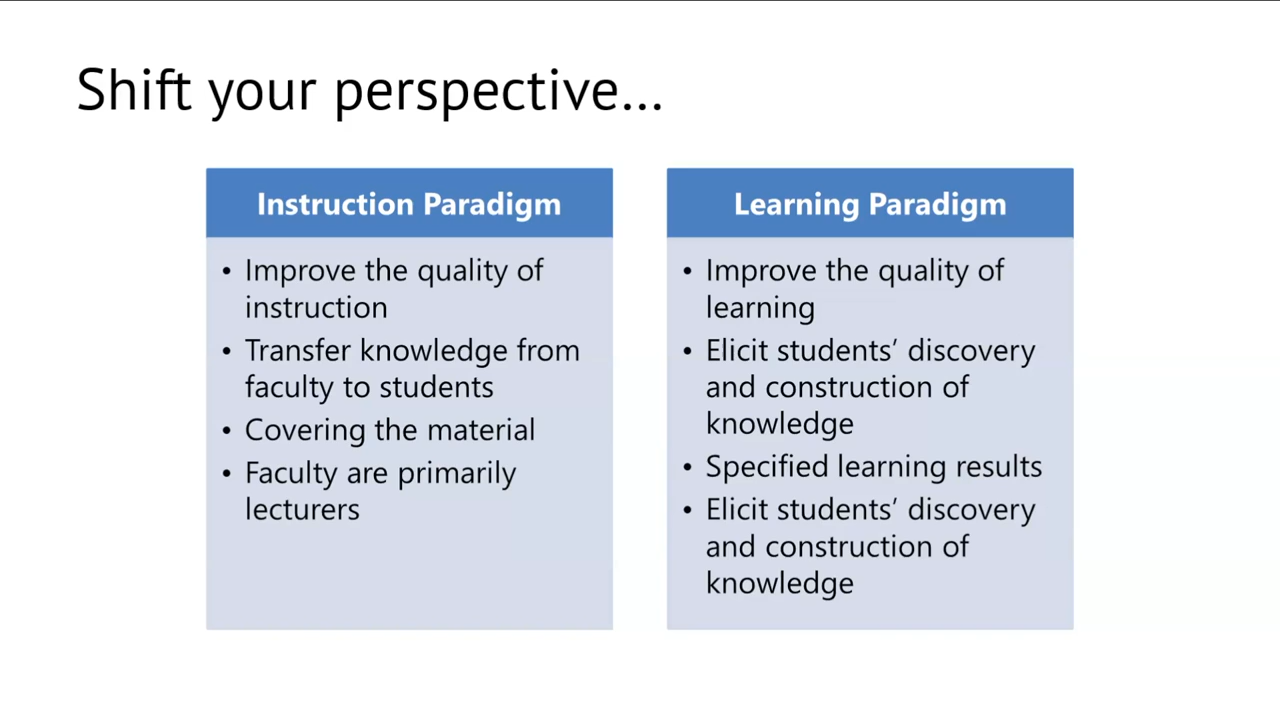 Shift your perspective...
Instruction Paradigm
• Improve the quality of
instruction
• Transfer knowledge from
faculty to students
• Covering the material
• Faculty are primarily
lecturers
Learning Paradigm
• Improve the quality of
learning
• Elicit students’ discovery
and construction of
knowledge
• Specified learning results
• Elicit students’ discovery
and construction of
knowledge